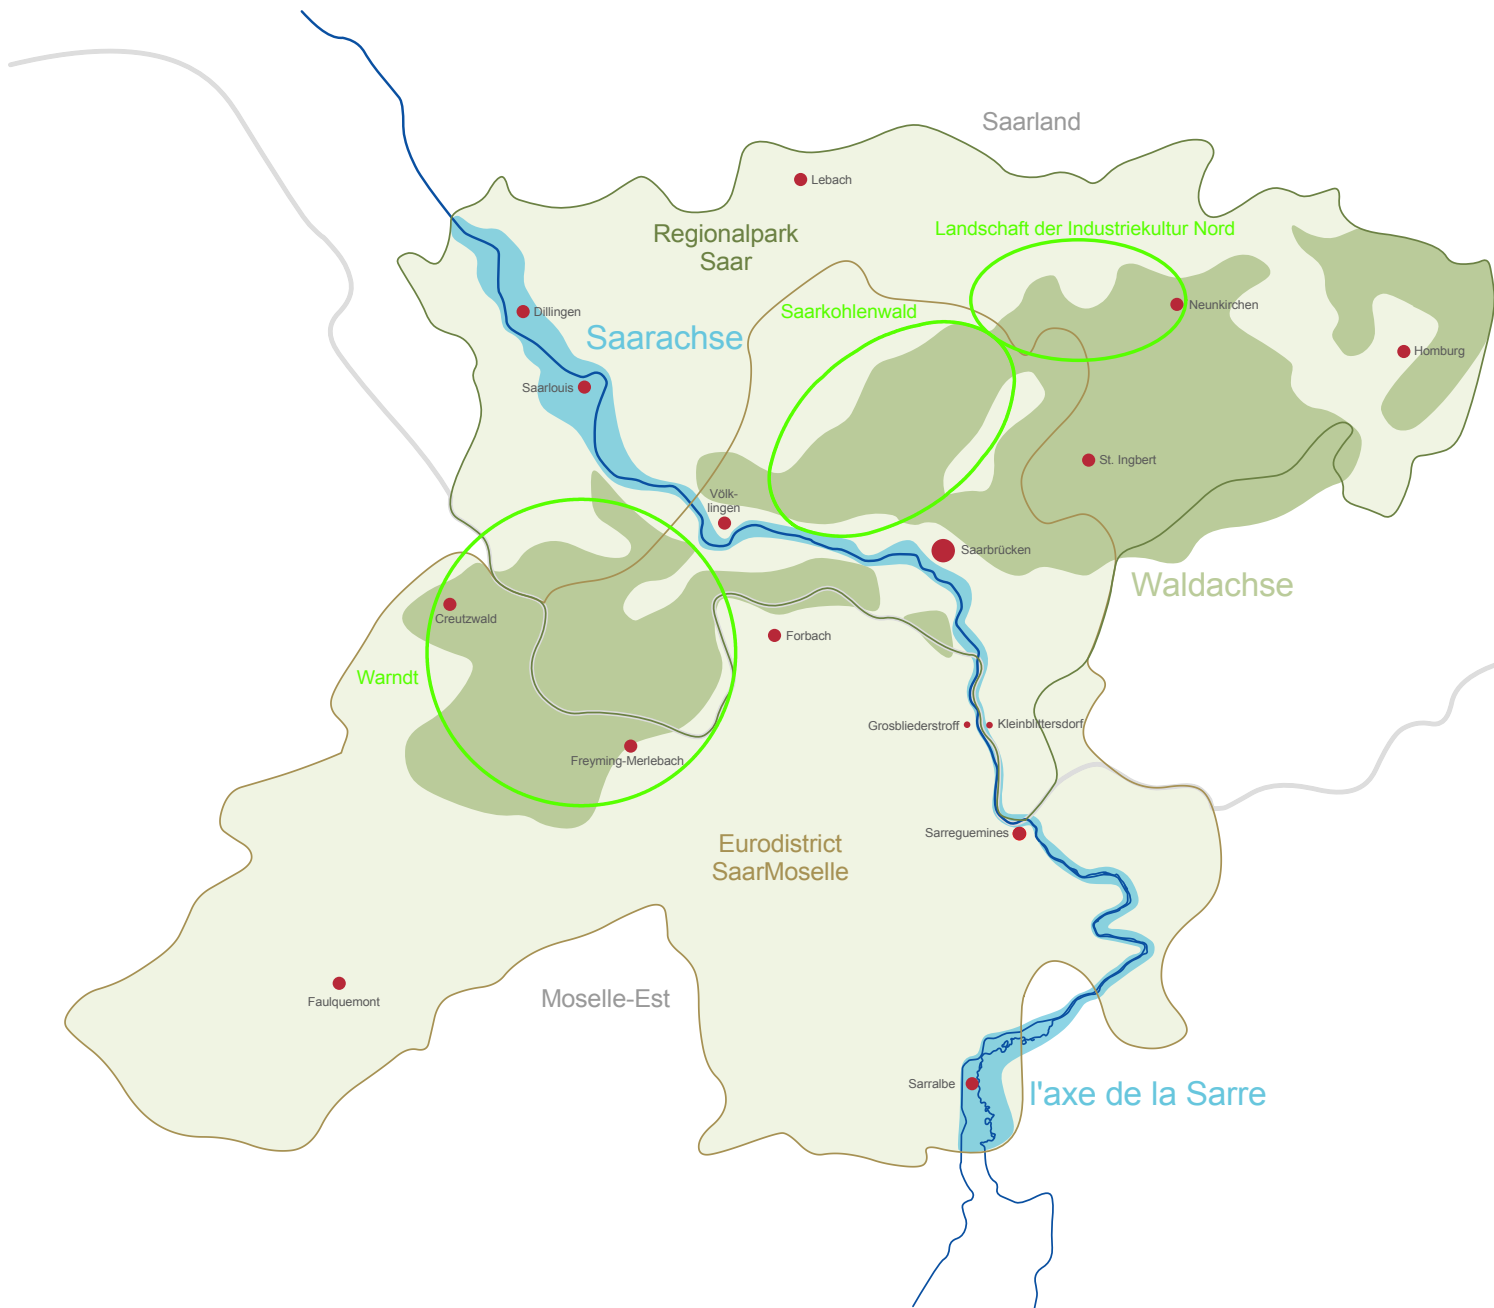 Saarland
Lebach
Landschaft der Industriekultur Nord
Regionalpark
Saar
Saarkohlenwald
Neunkirchen
Dillingen
Saarachse
Homburg
Saarlouis
St. Ingbert
Völk-
lingen
Saarbrücken
Waldachse
Creutzwald
Forbach
Warndt
Grosbliederstroff
Kleinblittersdorf
Freyming-Merlebach
Sarreguemines
Eurodistrict
SaarMoselle
Faulquemont
Moselle-Est
Sarralbe
l'axe de la Sarre